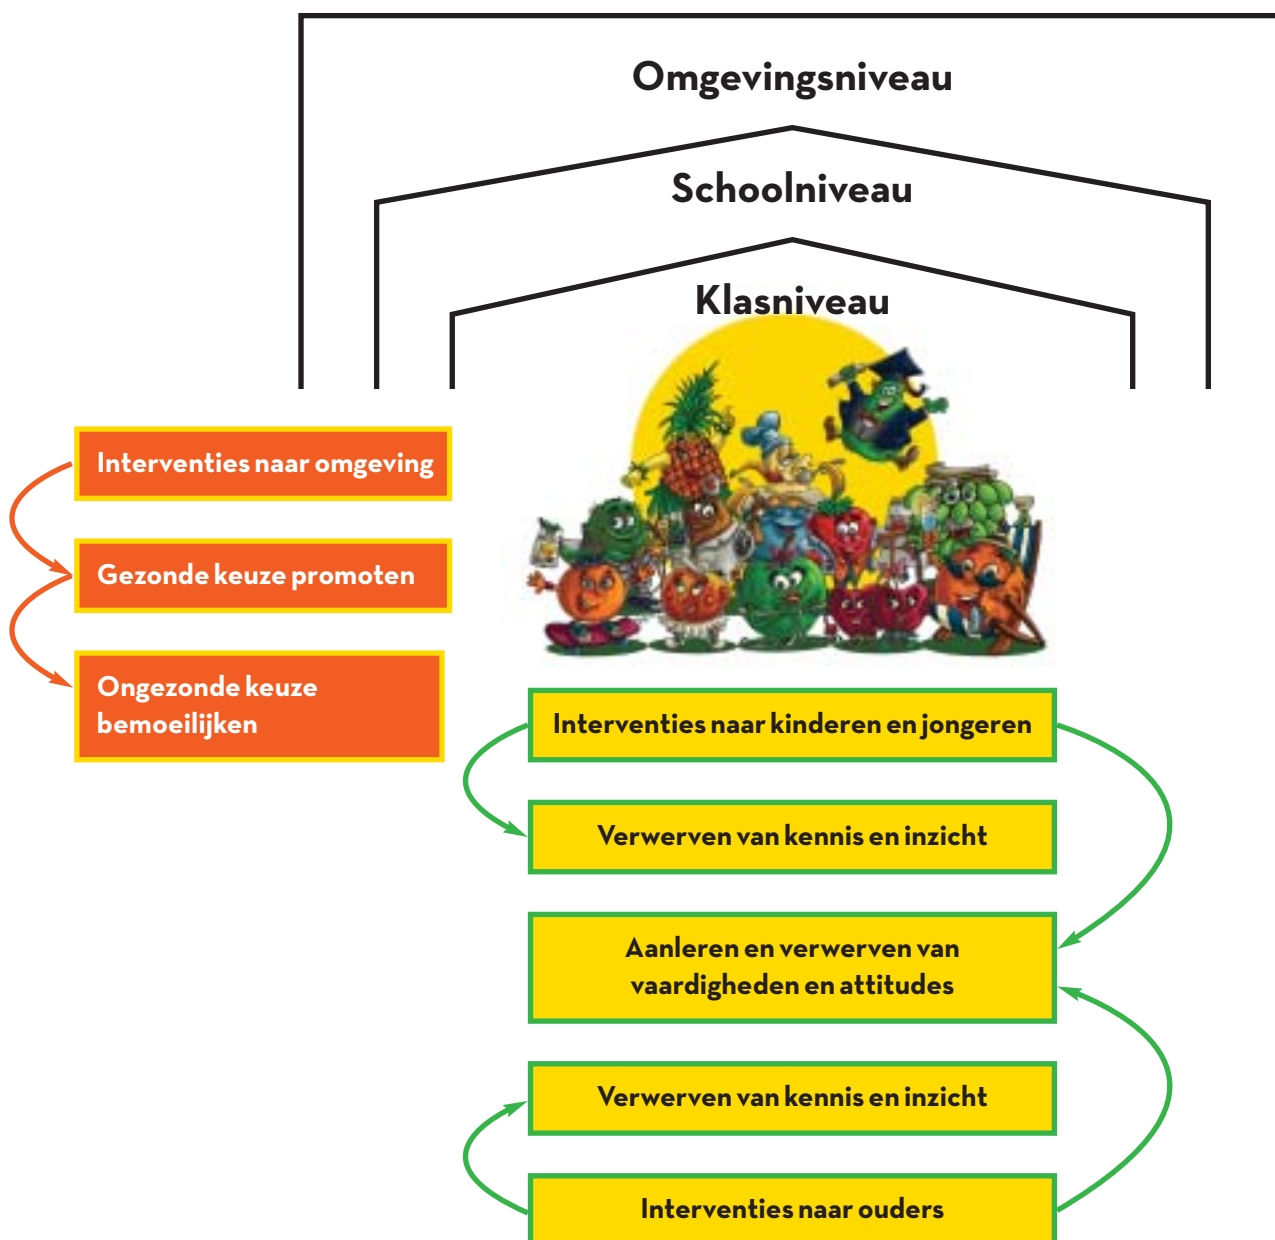 Omgevingsniveau
Schoolniveau
Klasniveau
Interventies naar omgeving
Gezonde keuze promoten
Ongezonde keuze
bemoeilijken
Interventies naar kinderen en jongeren
Verwerven van kennis en inzicht
Aanleren en verwerven van
vaardigheden en attitudes
Verwerven van kennis en inzicht
Interventies naar ouders